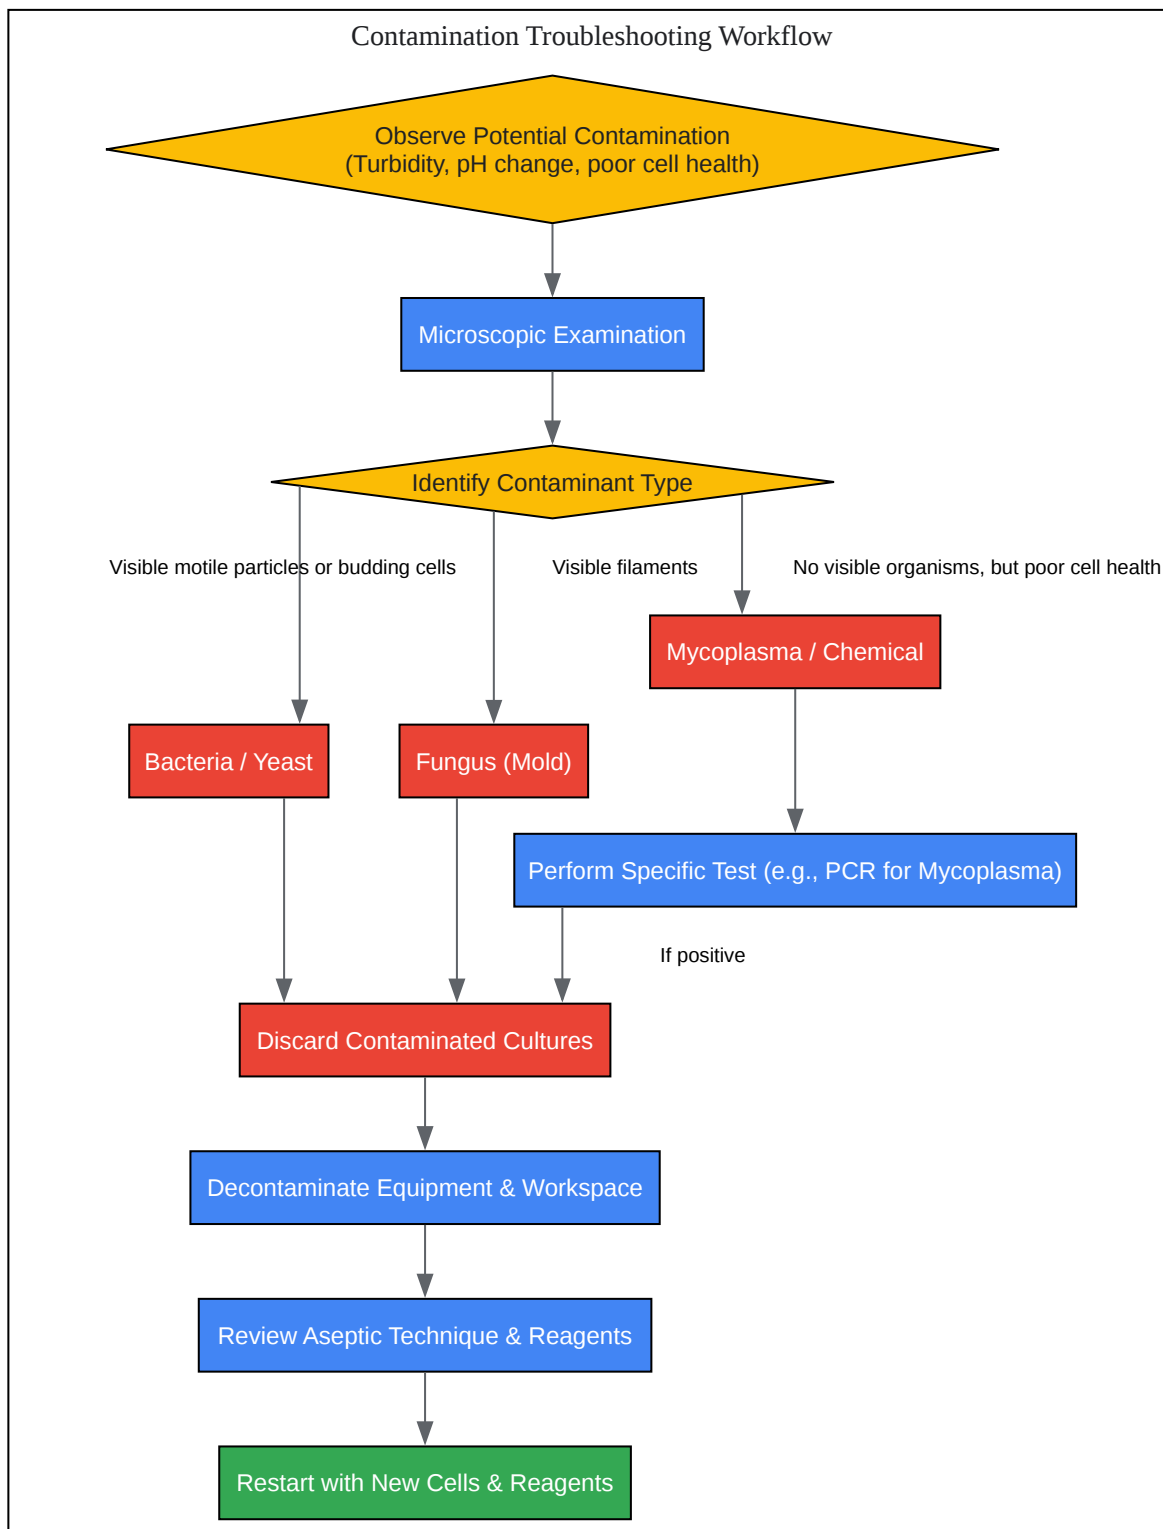 Contamination Troubleshooting Workflow
Observe Potential Contamination
(Turbidity, pH change, poor cell health)
Microscopic Examination
Identify Contaminant Type
Visible motile particles or budding cells
Visible filaments
No visible organisms, but poor cell health
Mycoplasma / Chemical
Bacteria / Yeast
Fungus (Mold)
Perform Specific Test (e.g., PCR for Mycoplasma)
If positive
Discard Contaminated Cultures
Decontaminate Equipment & Workspace
Review Aseptic Technique & Reagents
Restart with New Cells & Reagents